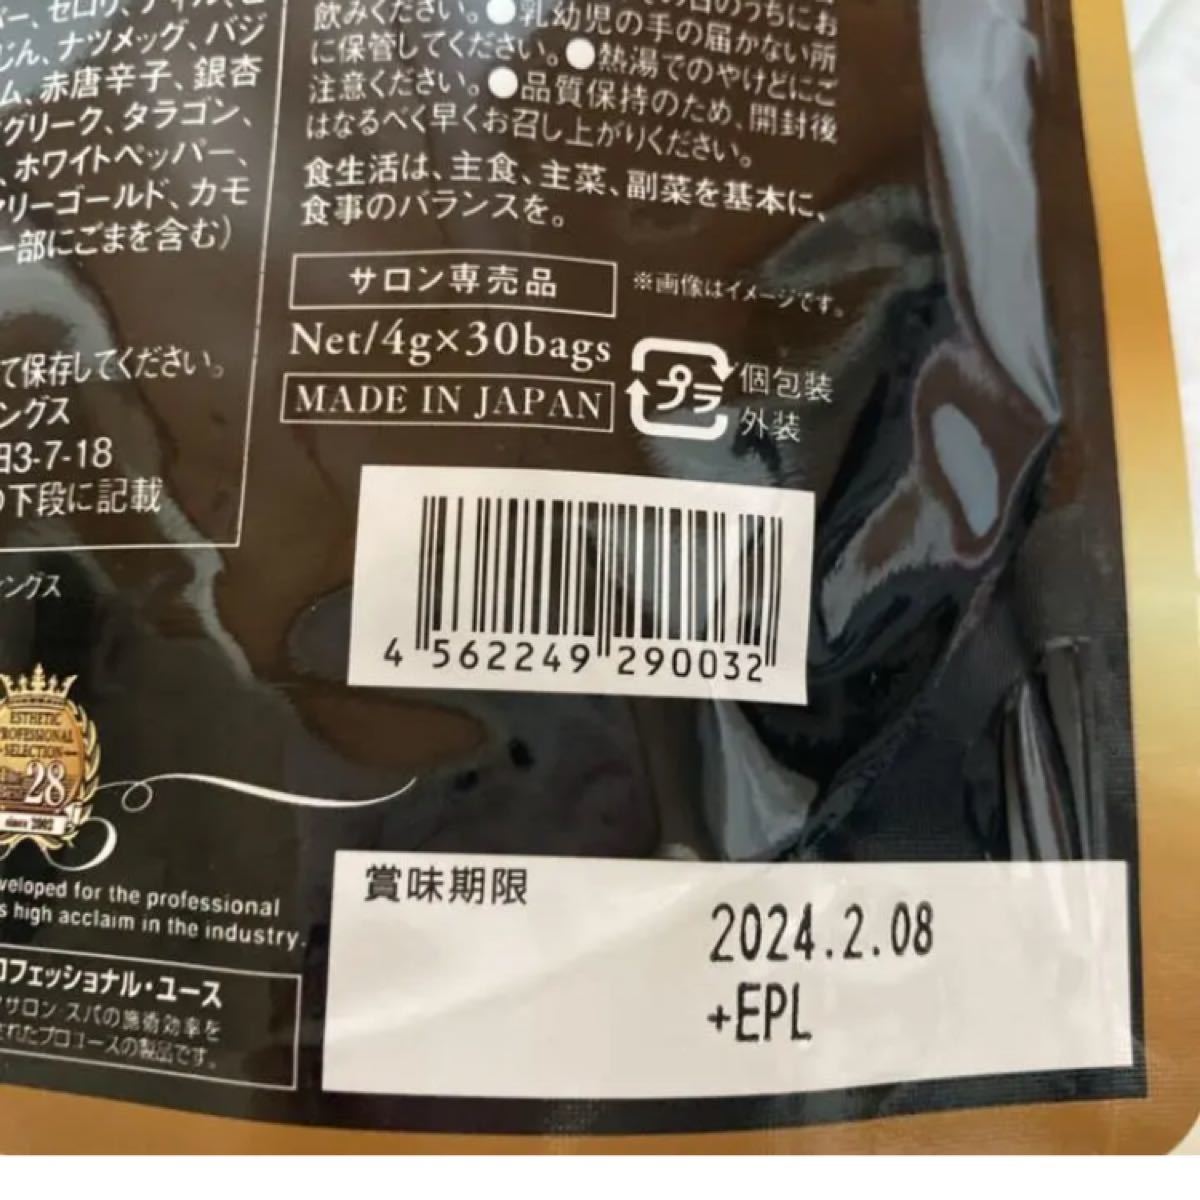 セロリ、ディル、
じん、ナツメッグ、バジ
ム、赤唐辛子、銀杏
グリーク、タラゴン、
、ホワイトペッパー、
リーゴールド、カモ
一部にごまを含む)
て保存してください。
ングス
3-7-18
下段に記載
ングス
のうちにお
飲みください。●乳幼児の手の届かない所
に保管してください。●熱湯でのやけどにご
注意ください。●品質保持のため、開封後
はなるべく早くお召し上がりください。
食生活は、主食、主菜、副菜を基本に、
食事のバランスを。
サロン専売品
※画像はイメージです。
Net/4g×30bags
MADE IN JAPAN
プラ
個包装
外装
4 562249 290032
ESTHETIC
PROFESSIONAL
SELECTION
28
since 2002
veloped for the professional
s high acclaim in the industry.
ロフェッショナル・ユース
サロン・スパの施術効率を
されたプロユースの製品です。
賞味期限
2024.2.08
+EPL